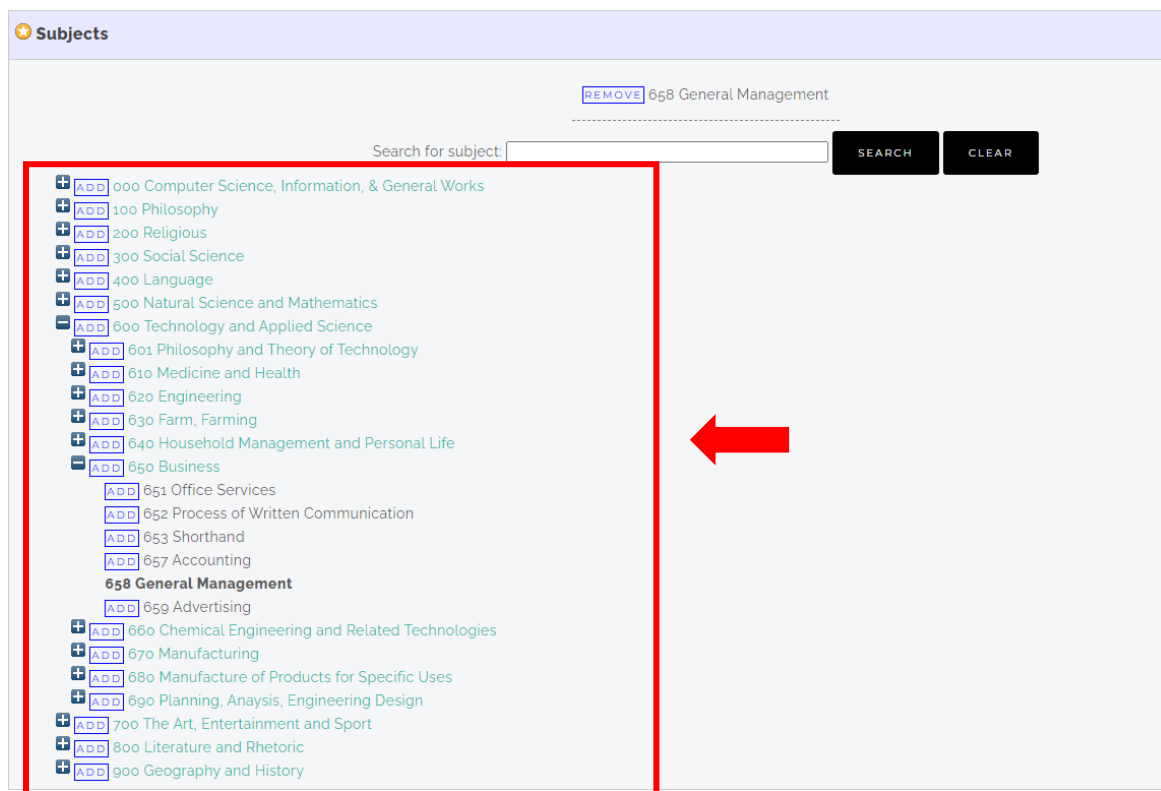 Subjects
REMOVE 658 General Management
Search for subject: SEARCH CLEAR
ADD 000 Computer Science, Information, & General Works
ADD 100 Philosophy
ADD 200 Religious
ADD 300 Social Science
ADD 400 Language
ADD 500 Natural Science and Mathematics
ADD 600 Technology and Applied Science
ADD 601 Philosophy and Theory of Technology
ADD 610 Medicine and Health
ADD 620 Engineering
ADD 630 Farm, Farming
ADD 640 Household Management and Personal Life
ADD 650 Business
ADD 651 Office Services
ADD 652 Process of Written Communication
ADD 653 Shorthand
ADD 657 Accounting
658 General Management
ADD 659 Advertising
ADD 660 Chemical Engineering and Related Technologies
ADD 670 Manufacturing
ADD 680 Manufacture of Products for Specific Uses
ADD 690 Planning, Anaysis, Engineering Design
ADD 700 The Art, Entertainment and Sport
ADD 800 Literature and Rhetoric
ADD 900 Geography and History